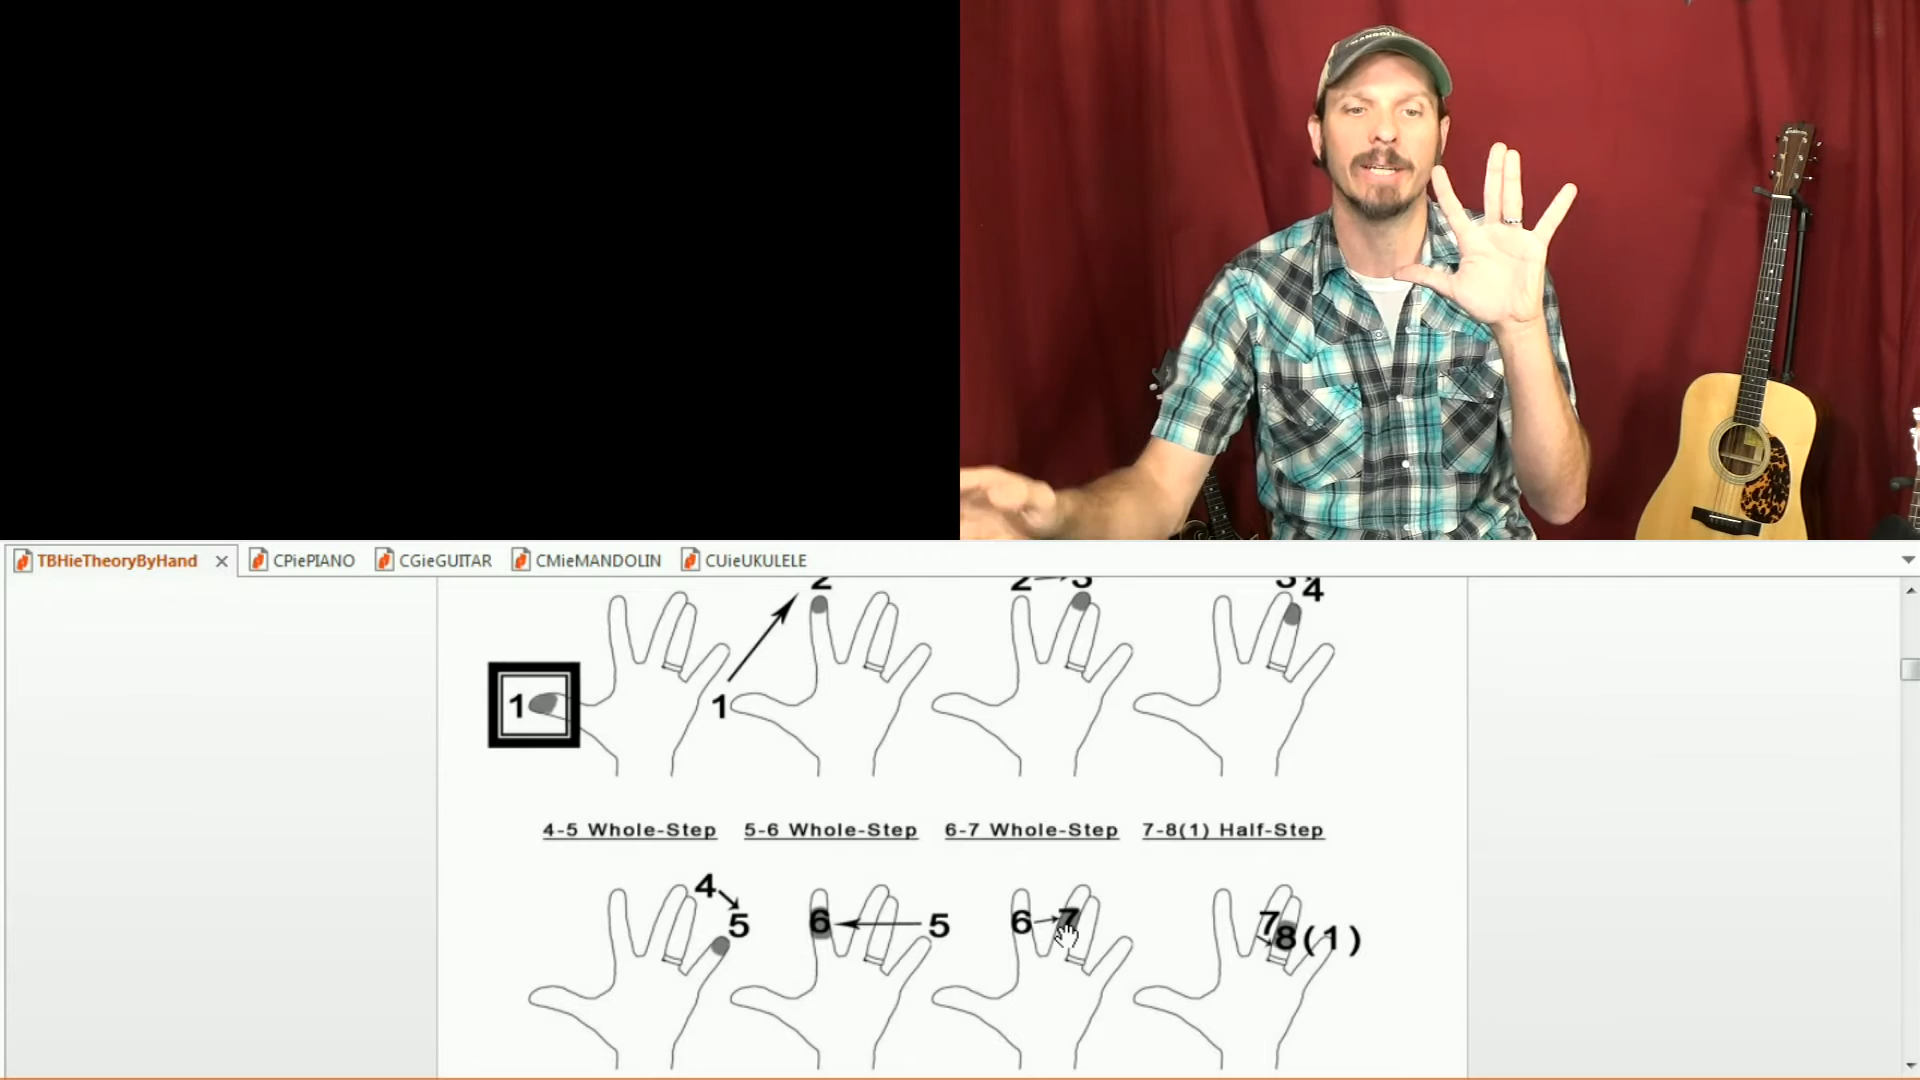 TBHieTheoryByHand CPiePIANO CGieGUITAR CMieMANDOLIN CUieUKULELE
2 2 3 3 4
1 1
4-5 Whole-Step 5-6 Whole-Step 6-7 Whole-Step 7-8(1) Half-Step
4 5 6 5 6 7 7 8(1)